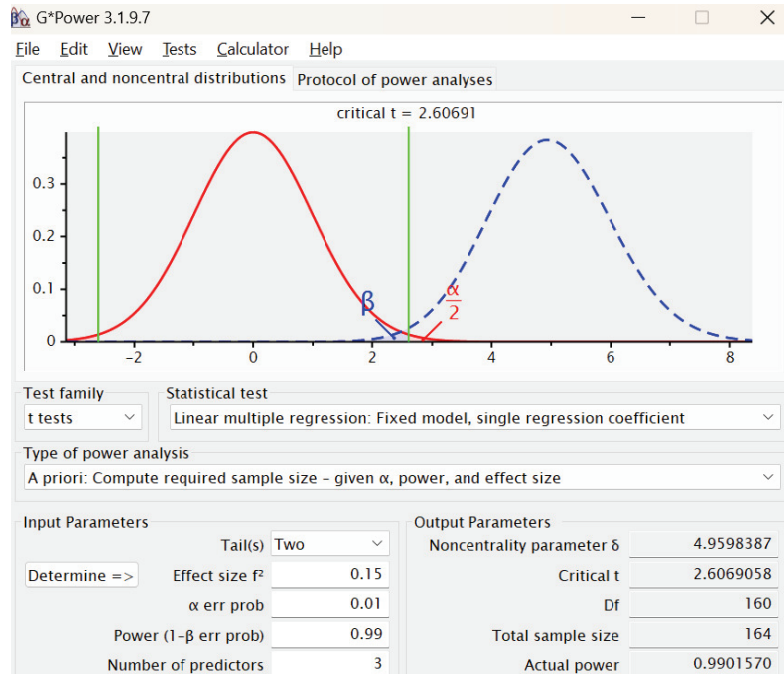 βα G*Power 3.1.9.7
File Edit View Tests Calculator Help
Central and noncentral distributions Protocol of power analyses
critical t = 2.60691
0.3
0.2
0.1
0
β
α
2
-2 0 2 4 6 8
Test family Statistical test
t tests Linear multiple regression: Fixed model, single regression coefficient
Type of power analysis
A priori: Compute required sample size - given α, power, and effect size
Input Parameters Output Parameters
Tail(s) Two Noncentrality parameter δ 4.9598387
Determine => Effect size f² 0.15 Critical t 2.6069058
α err prob 0.01 Df 160
Power (1-β err prob) 0.99 Total sample size 164
Number of predictors 3 Actual power 0.9901570